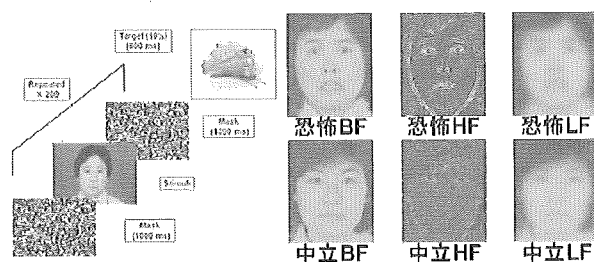 Target (10%)
(500 ms)
Repeated
X 200
Mask
(1000 ms)
Stimuli
Mask
(1000 ms)
恐怖BF
恐怖HF
恐怖LF
中立BF
中立HF
中立LF